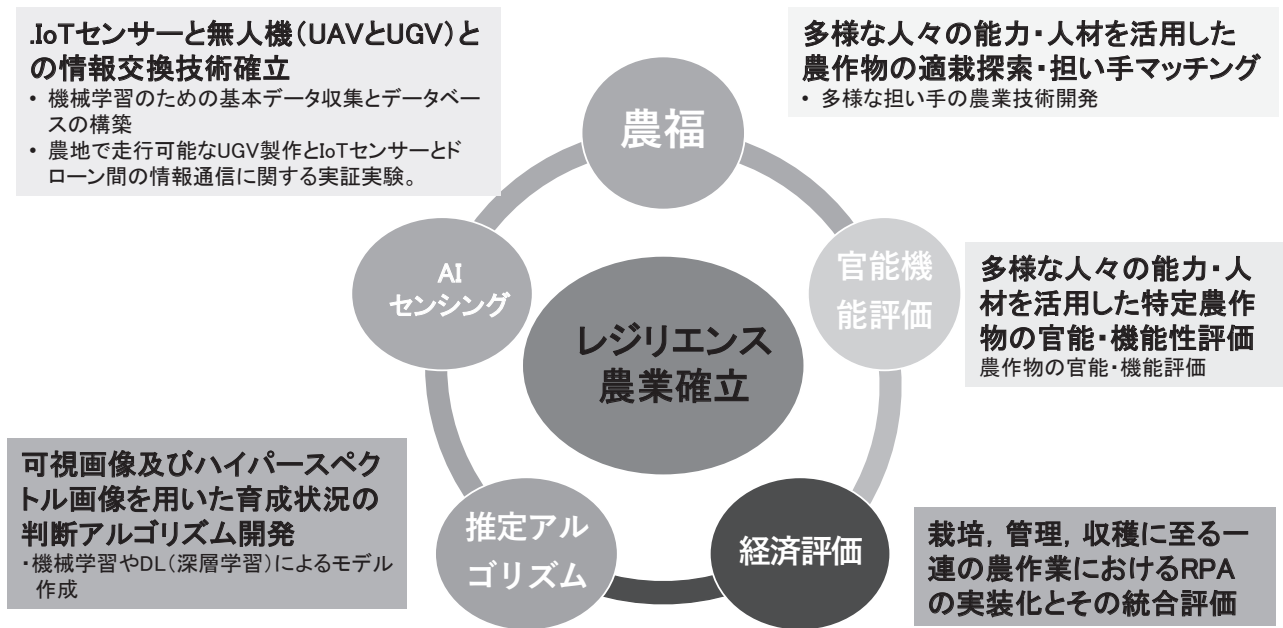 .IoTセンサーと無人機（UAVとUGV）と
の情報交換技術確立
• 機械学習のための基本データ収集とデータベー
スの構築
• 農地で走行可能なUGV製作とIoTセンサーとド
ローン間の情報通信に関する実証実験。
多様な人々の能力・人材を活用した
農作物の適栽探索・担い手マッチング
• 多様な担い手の農業技術開発
農福
AI
センシング
官能機
能評価
多様な人々の能力・人
材を活用した特定農作
物の官能・機能性評価
農作物の官能・機能評価
レジリエンス
農業確立
可視画像及びハイパースペク
トル画像を用いた育成状況の
判断アルゴリズム開発
・機械学習やDL（深層学習）によるモデル
作成
推定アル
ゴリズム
経済評価
栽培，管理，収穫に至る一
連の農作業におけるRPA
の実装化とその統合評価